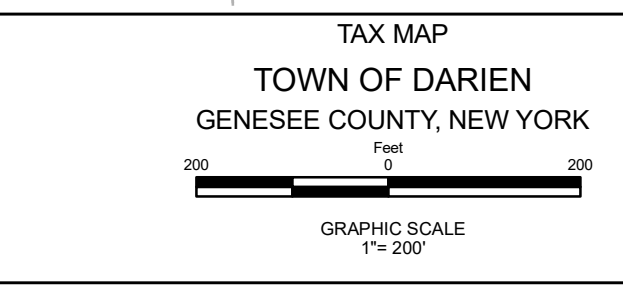 TAX MAP
TOWN OF DARIEN
GENESEE COUNTY, NEW YORK
Feet
200 0 200
GRAPHIC SCALE
1"= 200'